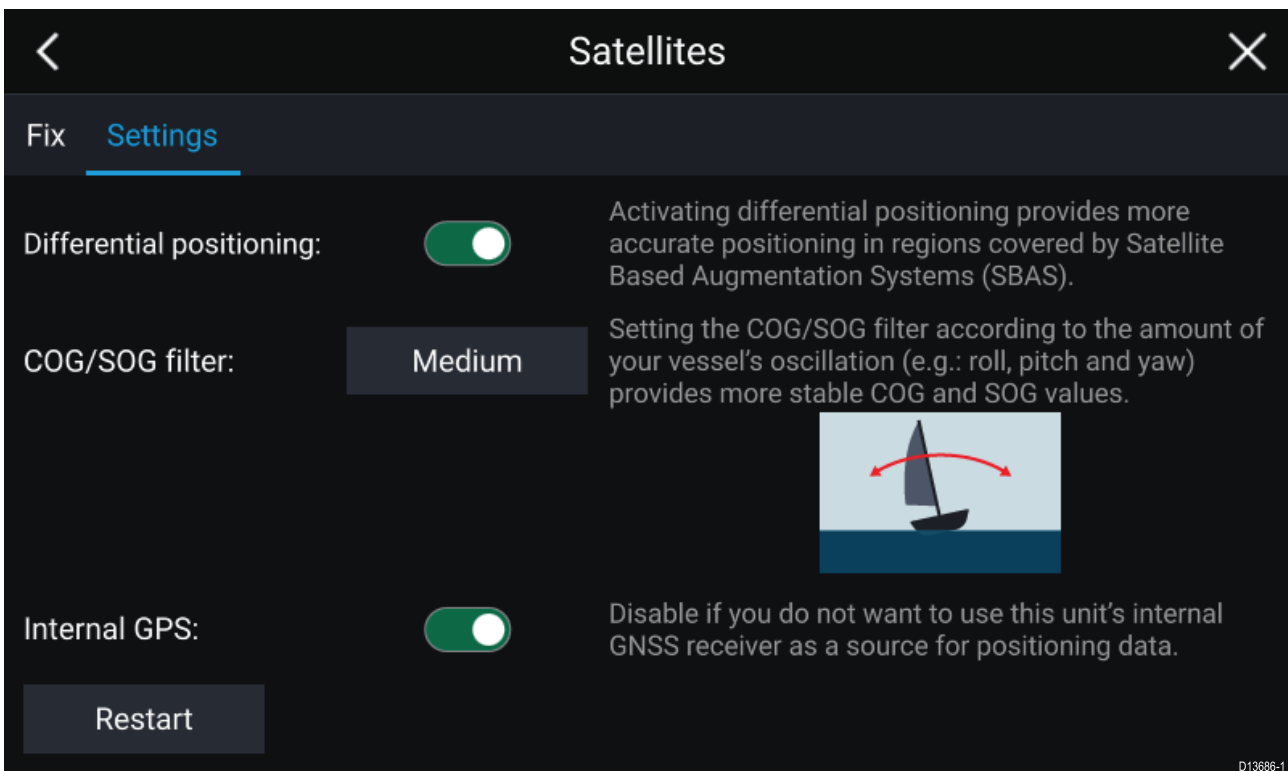 Satellites
Fix Settings
Differential positioning:
Activating differential positioning provides more
accurate positioning in regions covered by Satellite
Based Augmentation Systems (SBAS).
COG/SOG filter:
Medium
Setting the COG/SOG filter according to the amount of
your vessel’s oscillation (e.g.: roll, pitch and yaw)
provides more stable COG and SOG values.
Internal GPS:
Disable if you do not want to use this unit’s internal
GNSS receiver as a source for positioning data.
Restart
D13686-1